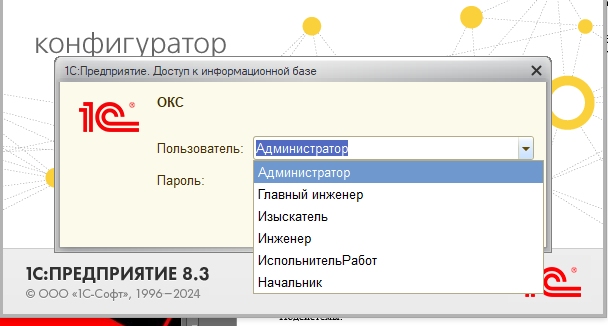 конфигуратор
1С:Предприятие. Доступ к информационной базе
1С
ОКС
Пользователь:
Администратор
Пароль:
Администратор
Главный инженер
Изыскатель
Инженер
ИспольнительРабот
Начальник
1С:ПРЕДПРИЯТИЕ 8.3
© ООО «1С-Софт», 1996–2024